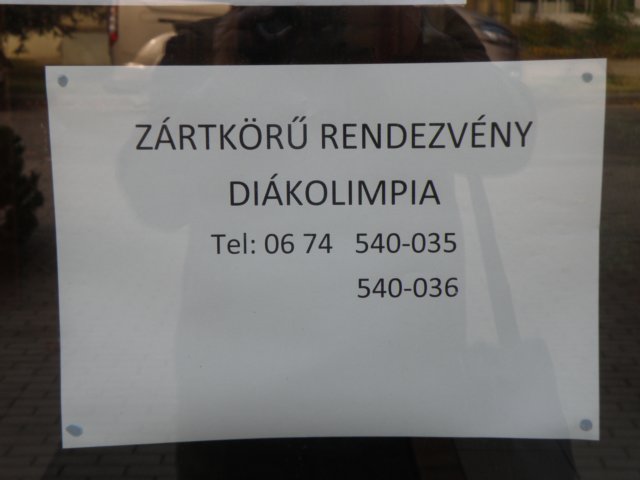 ZÁRTKÖRŰ RENDEZVÉNY
DIÁKOLIMPIA
Tel: 06 74 540-035
540-036